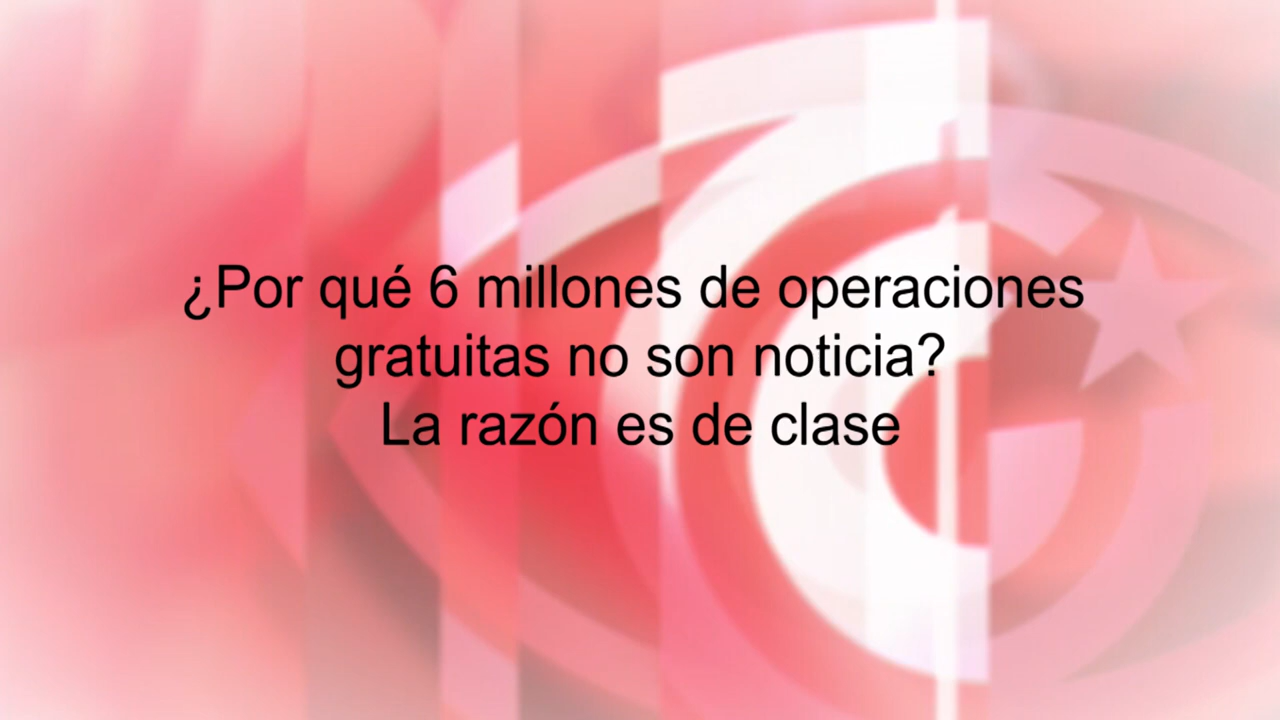 ¿Por qué 6 millones de operaciones
gratuitas no son noticia?
La razón es de clase